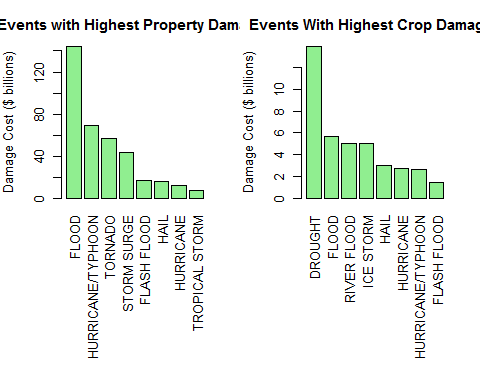 Events with Highest Property Dama
Damage Cost ($ billions)
0
40
80
120
FLOOD
HURRICANE/TYPHOON
TORNADO
STORM SURGE
FLASH FLOOD
HAIL
HURRICANE
TROPICAL STORM
Events With Highest Crop Damag
Damage Cost ($ billions)
0
2
4
6
8
10
DROUGHT
FLOOD
RIVER FLOOD
ICE STORM
HAIL
HURRICANE
HURRICANE/TYPHOON
FLASH FLOOD